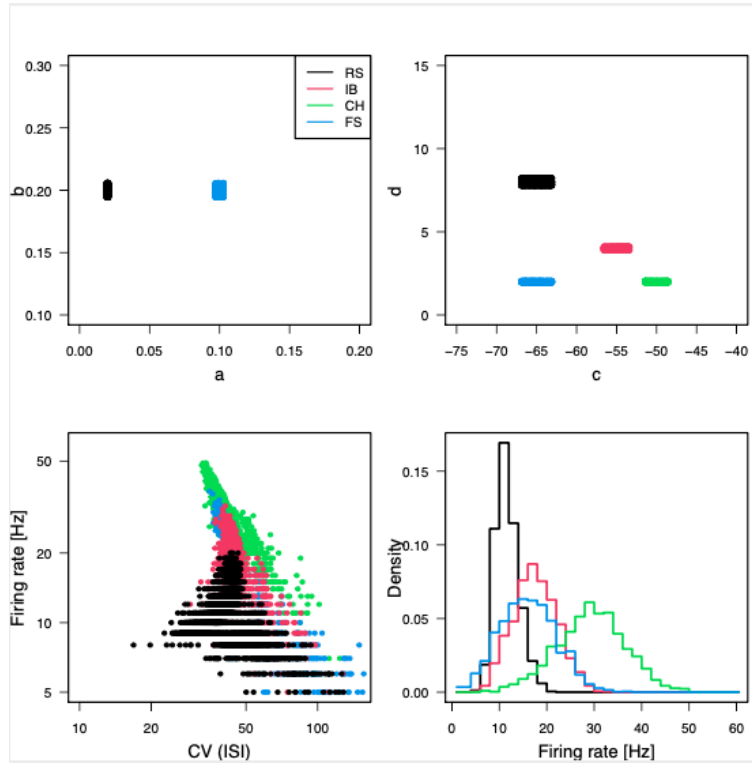 0.30
0.25
0.20
0.15
0.10
b
0.00 0.05 0.10 0.15 0.20
a
RS
IB
CH
FS
15
10
5
0
d
−75 −70 −65 −60 −55 −50 −45 −40
c
50
20
10
5
Firing rate [Hz]
10 20 50 100
CV (ISI)
0.15
0.10
0.05
0.00
Density
0 10 20 30 40 50 60
Firing rate [Hz]